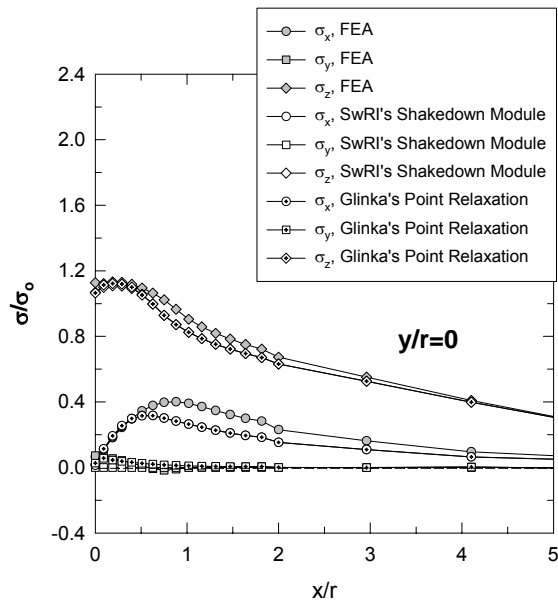 σx, FEA
σy, FEA
σz, FEA
σx, SwRI's Shakedown Module
σy, SwRI's Shakedown Module
σz, SwRI's Shakedown Module
σx, Glinka's Point Relaxation
σy, Glinka's Point Relaxation
σz, Glinka's Point Relaxation
2.4
2.0
1.6
1.2
0.8
0.4
0.0
-0.4
σ/σo
y/r=0
0 1 2 3 4 5
x/r